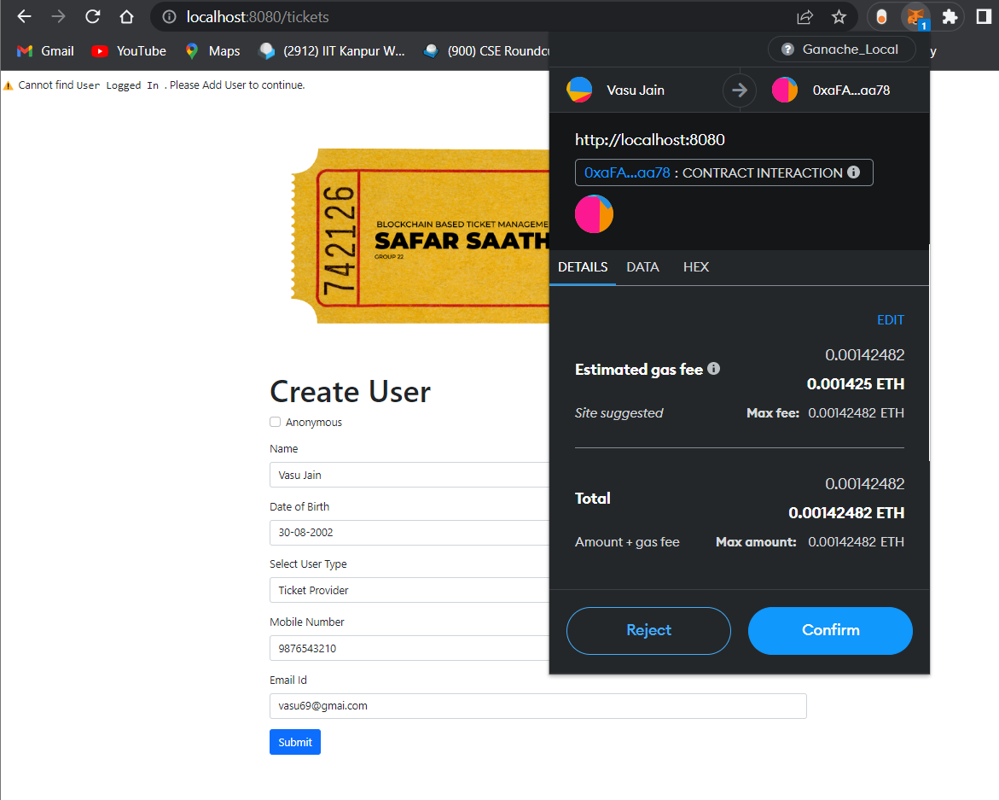 localhost:8080/tickets
1
Gmail
YouTube
Maps
(2912) IIT Kanpur W...
(900) CSE Roundcu
y
Cannot find User Logged In . Please Add User to continue.
742126
BLOCKCHAIN BASED TICKET MANAGEME
SAFAR SAATH
GROUP 22
Create User
Anonymous
Name
Vasu Jain
Date of Birth
30-08-2002
Select User Type
Ticket Provider
Mobile Number
9876543210
Email Id
vasu69@gmai.com
Submit
Ganache_Local
Vasu Jain
0xaFA...aa78
http://localhost:8080
0xaFA...aa78 : CONTRACT INTERACTION
DETAILS DATA HEX
EDIT
0.00142482
Estimated gas fee
0.001425 ETH
Site suggested Max fee: 0.00142482 ETH
0.00142482
Total
0.00142482 ETH
Amount + gas fee Max amount: 0.00142482 ETH
Reject Confirm